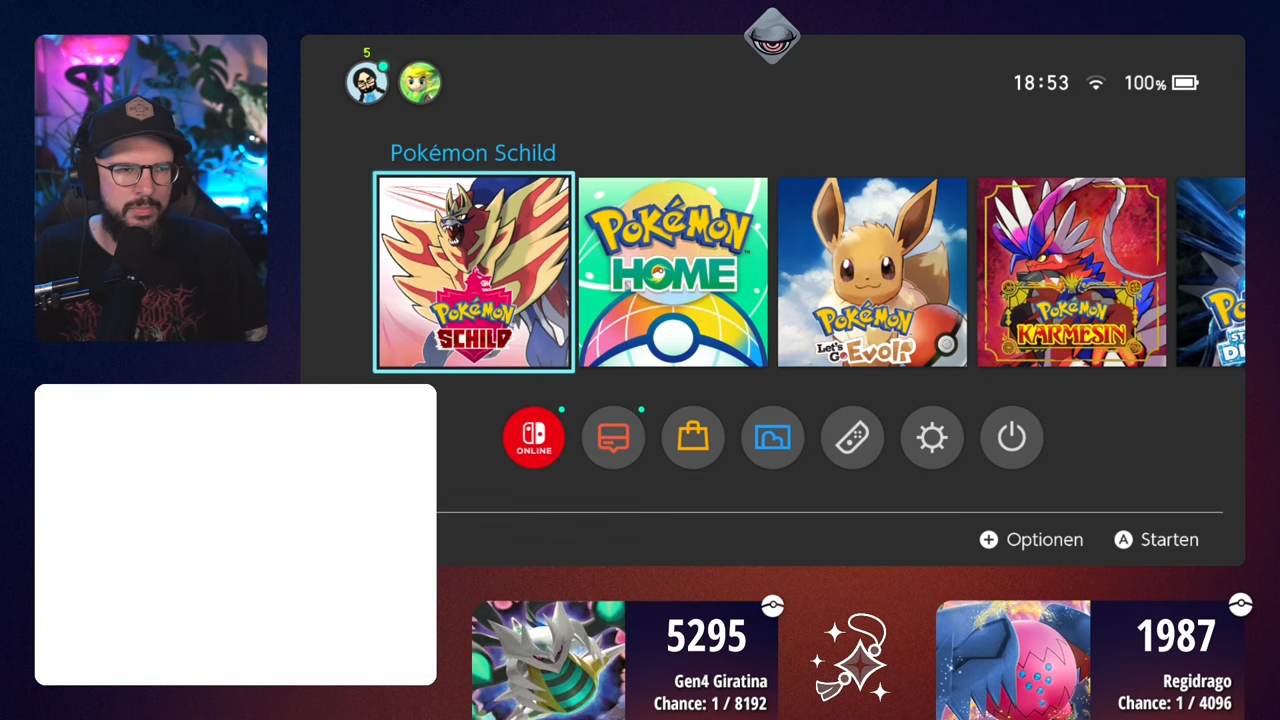 5
18:53
100%
Pokémon Schild
POKÉMON
SCHILD
POKÉMON
HOME
POKÉMON
Let's Go Evoli
POKÉMON
KARMESIN
ONLINE
Optionen
A Starten
5295
Gen4 Giratina
Chance: 1 / 8192
1987
Regidrago
Chance: 1 / 4096